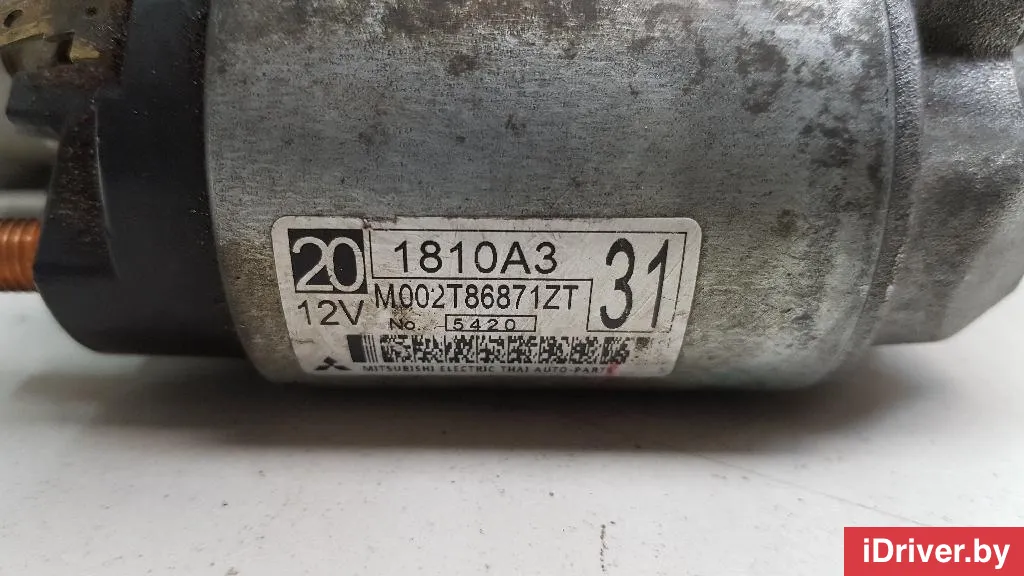 20 1810A3 31
12V M002T86871ZT
No. 5420
MITSUBISHI ELECTRIC THAI AUTO-PARTS
iDriver.by